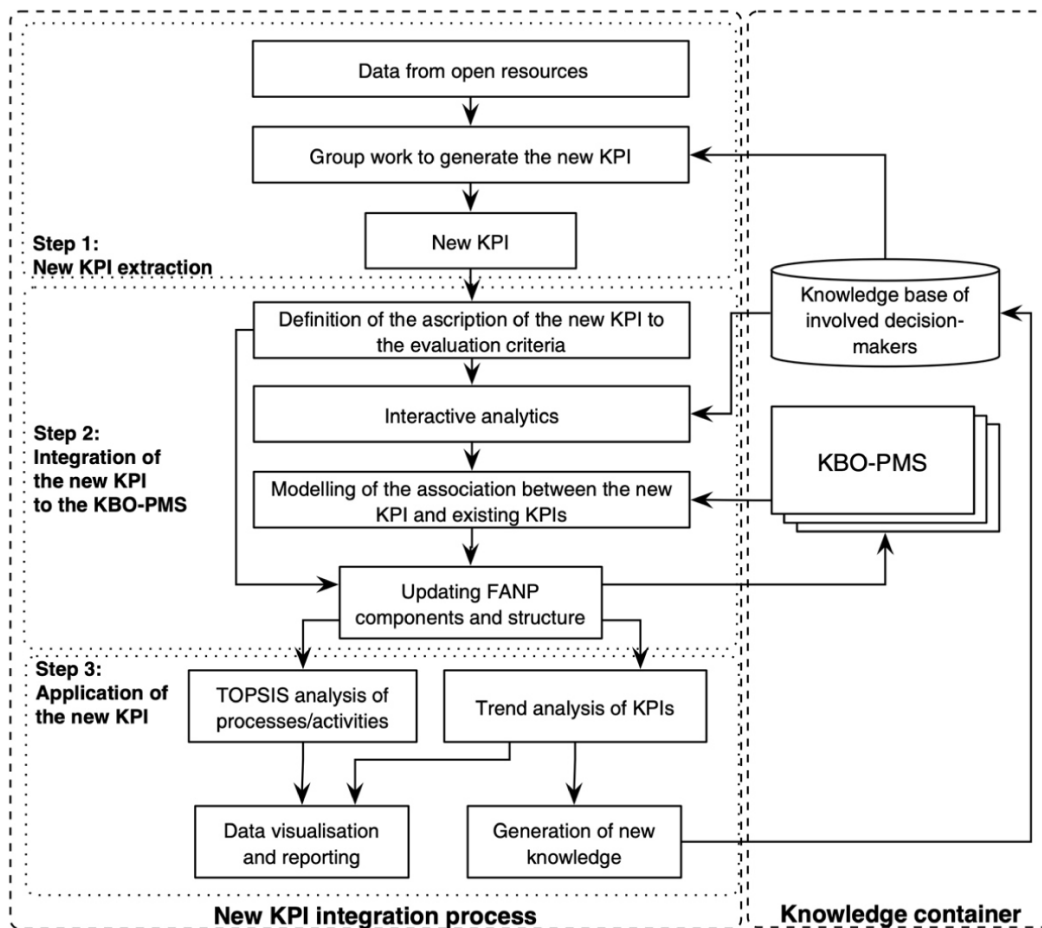 Data from open resources
Group work to generate the new KPI
New KPI
Step 1:
New KPI extraction
Definition of the ascription of the new KPI to
the evaluation criteria
Interactive analytics
Step 2:
Integration of
the new KPI
to the KBO-PMS
Modelling of the association between the new
KPI and existing KPIs
Updating FANP
components and structure
Step 3:
Application of
the new KPI
TOPSIS analysis of
processes/activities
Trend analysis of KPIs
Data visualisation
and reporting
Generation of new
knowledge
New KPI integration process
Knowledge base of
involved decision-
makers
KBO-PMS
Knowledge container